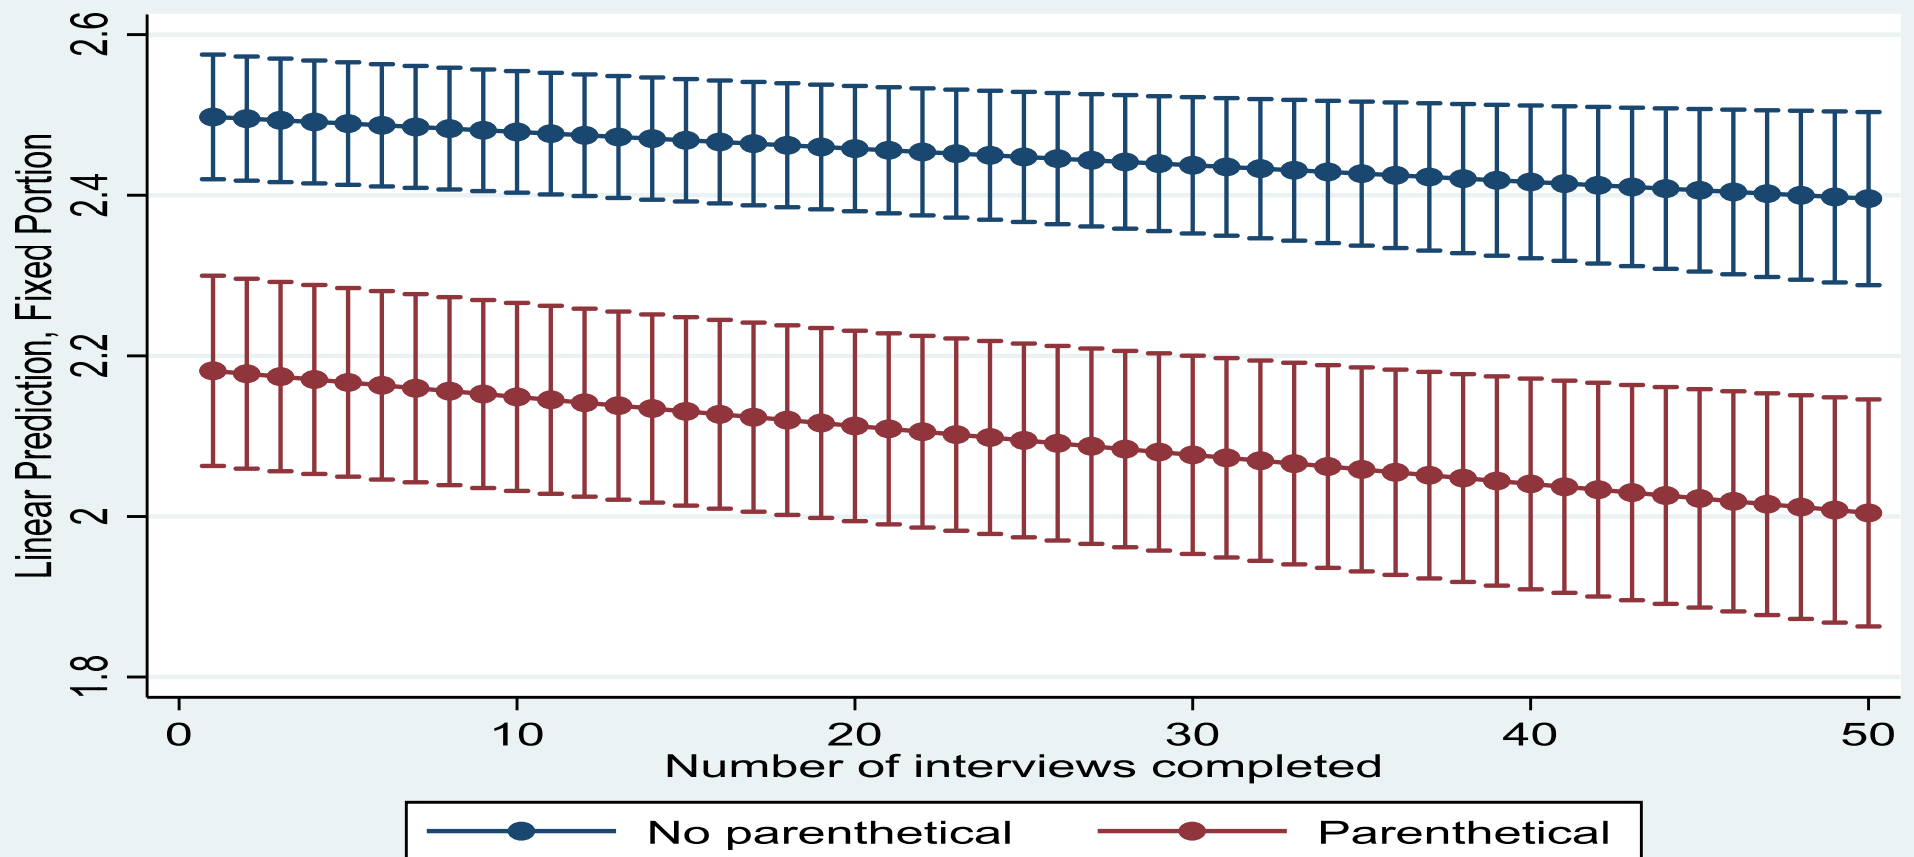 Linear Prediction, Fixed Portion
2.6
2.4
2.2
2
1.8
0 10 20 30 40 50
Number of interviews completed
No parenthetical Parenthetical